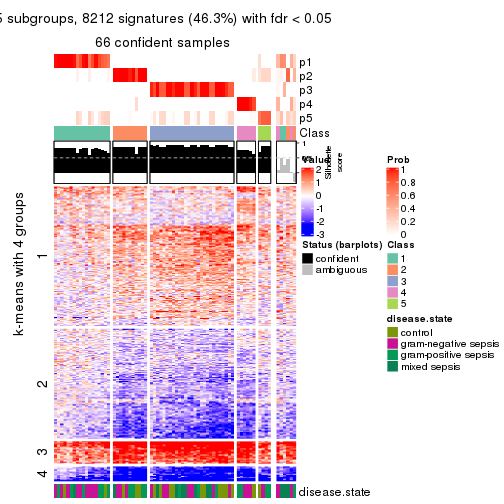 5 subgroups, 8212 signatures (46.3%) with fdr < 0.05
66 confident samples
p1
p2
p3
p4
p5
Class
1
Silhouette
score
Value
2
1
0
-1
-2
-3
Prob
1
0.8
0.6
0.4
0.2
0
Status (barplots)
confident
ambiguous
Class
1
2
3
4
5
disease.state
control
gram-negative sepsis
gram-positive sepsis
mixed sepsis
k-means with 4 groups
1
2
3
4
disease.state